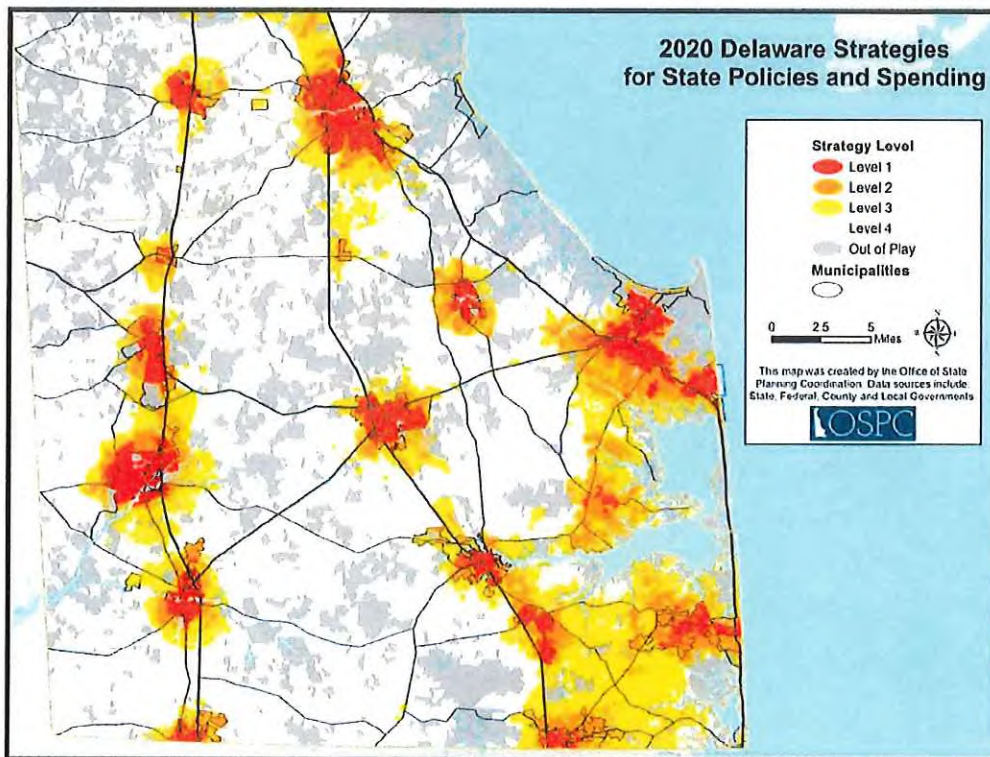 2020 Delaware Strategies
for State Policies and Spending
Strategy Level
Level 1
Level 2
Level 3
Level 4
Out of Play
Municipalities
N
0 2.5 5
Miles
This map was created by the Office of State
Planning Coordination. Data sources include
State, Federal, County and Local Governments
OSPC